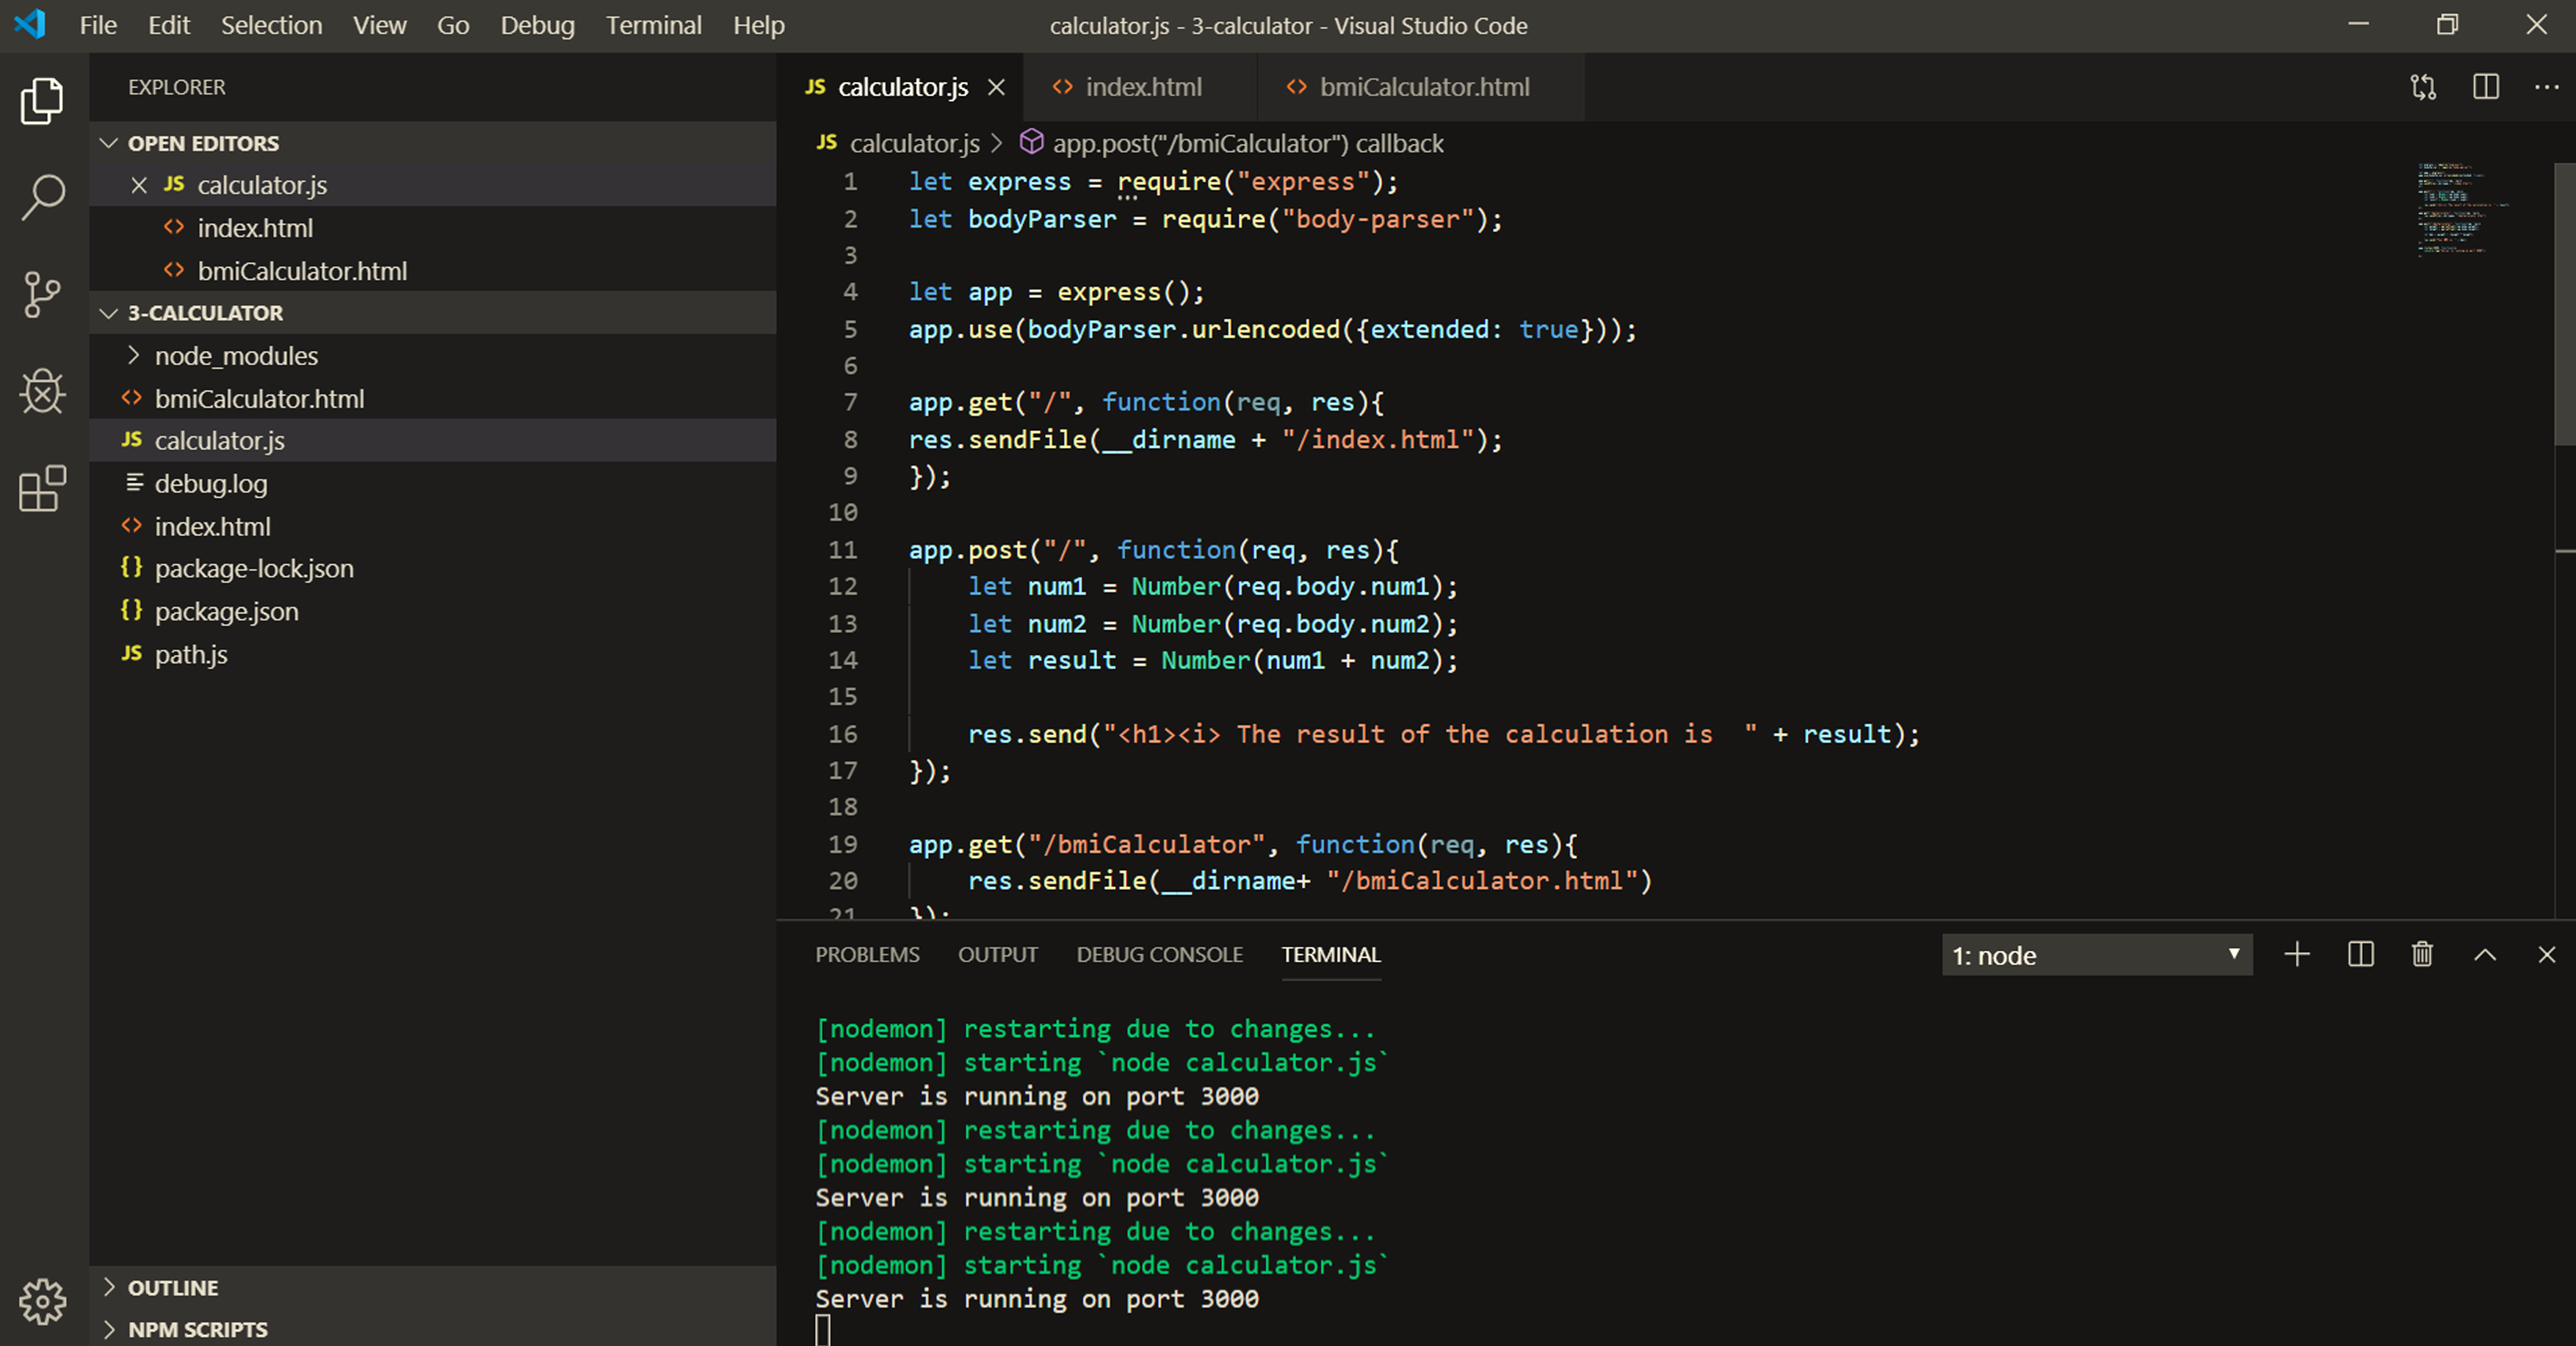 File Edit Selection View Go Debug Terminal Help
calculator.js - 3-calculator - Visual Studio Code
EXPLORER
OPEN EDITORS
JS calculator.js
<> index.html
<> bmiCalculator.html
3-CALCULATOR
node_modules
<> bmiCalculator.html
JS calculator.js
debug.log
<> index.html
{} package-lock.json
{} package.json
JS path.js
OUTLINE
NPM SCRIPTS
JS calculator.js <> index.html <> bmiCalculator.html
JS calculator.js > app.post("/bmiCalculator") callback
1 let express = require("express");
2 let bodyParser = require("body-parser");
3
4 let app = express();
5 app.use(bodyParser.urlencoded({extended: true}));
6
7 app.get("/", function(req, res){
8 res.sendFile(__dirname + "/index.html");
9 });
10
11 app.post("/", function(req, res){
12 let num1 = Number(req.body.num1);
13 let num2 = Number(req.body.num2);
14 let result = Number(num1 + num2);
15
16 res.send("<h1><i> The result of the calculation is  " + result);
17 });
18
19 app.get("/bmiCalculator", function(req, res){
20 res.sendFile(__dirname+ "/bmiCalculator.html")
21 });
PROBLEMS OUTPUT DEBUG CONSOLE TERMINAL 1: node
[nodemon] restarting due to changes...
[nodemon] starting `node calculator.js`
Server is running on port 3000
[nodemon] restarting due to changes...
[nodemon] starting `node calculator.js`
Server is running on port 3000
[nodemon] restarting due to changes...
[nodemon] starting `node calculator.js`
Server is running on port 3000